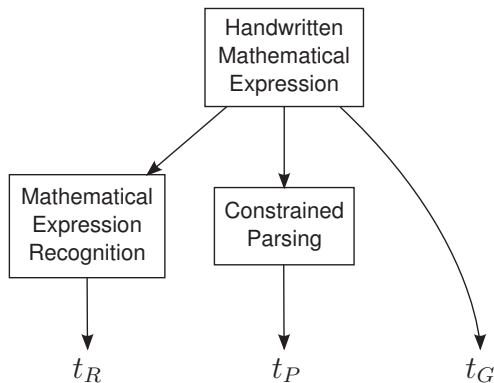 Handwritten
Mathematical
Expression
Mathematical
Expression
Recognition
Constrained
Parsing
t_R
t_P
t_G